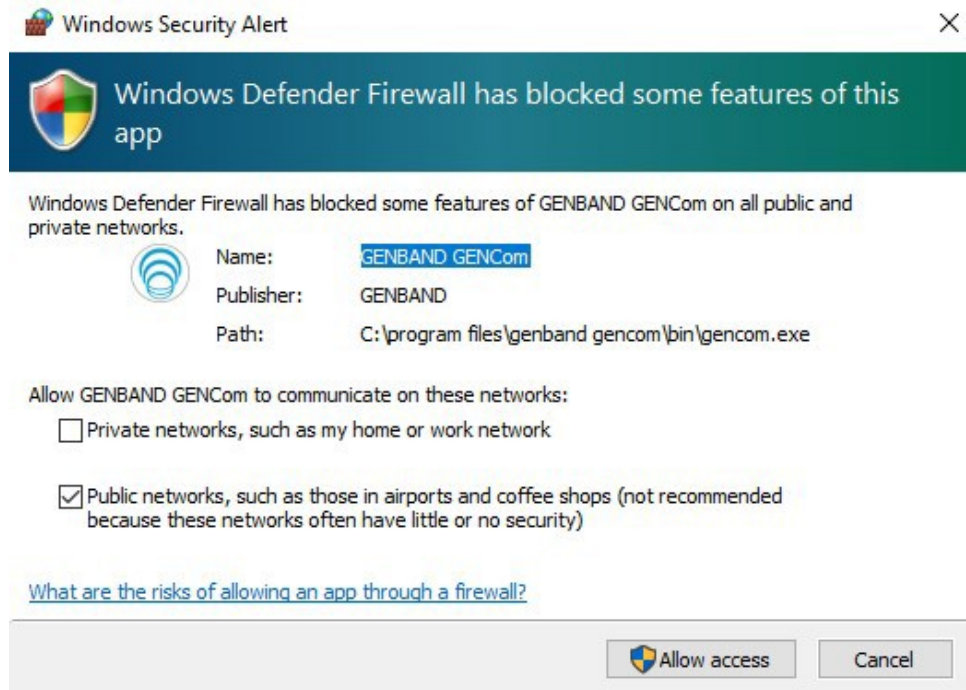 Windows Security Alert
Windows Defender Firewall has blocked some features of this
app
Windows Defender Firewall has blocked some features of GENBAND GENCom on all public and
private networks.
Name: GENBAND GENCom
Publisher: GENBAND
Path: C:\program files\genband gencom\bin\gencom.exe
Allow GENBAND GENCom to communicate on these networks:
Private networks, such as my home or work network
Public networks, such as those in airports and coffee shops (not recommended
because these networks often have little or no security)
What are the risks of allowing an app through a firewall?
Allow access Cancel